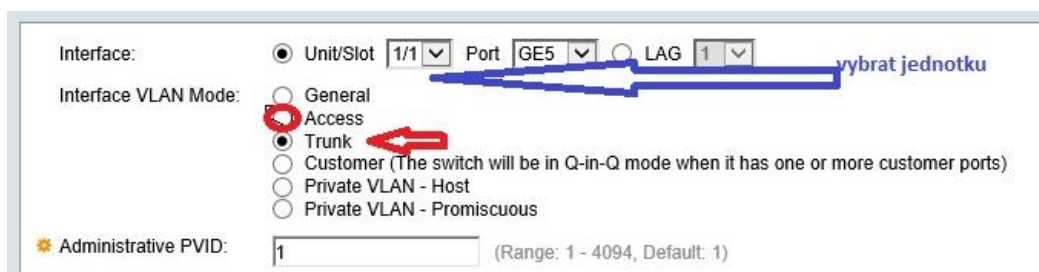 Interface: Unit/Slot 1/1 Port GE5 LAG 1
vybrat jednotku
Interface VLAN Mode: General
Access
Trunk
Customer (The switch will be in Q-in-Q mode when it has one or more customer ports)
Private VLAN - Host
Private VLAN - Promiscuous
Administrative PVID: 1 (Range: 1 - 4094, Default: 1)